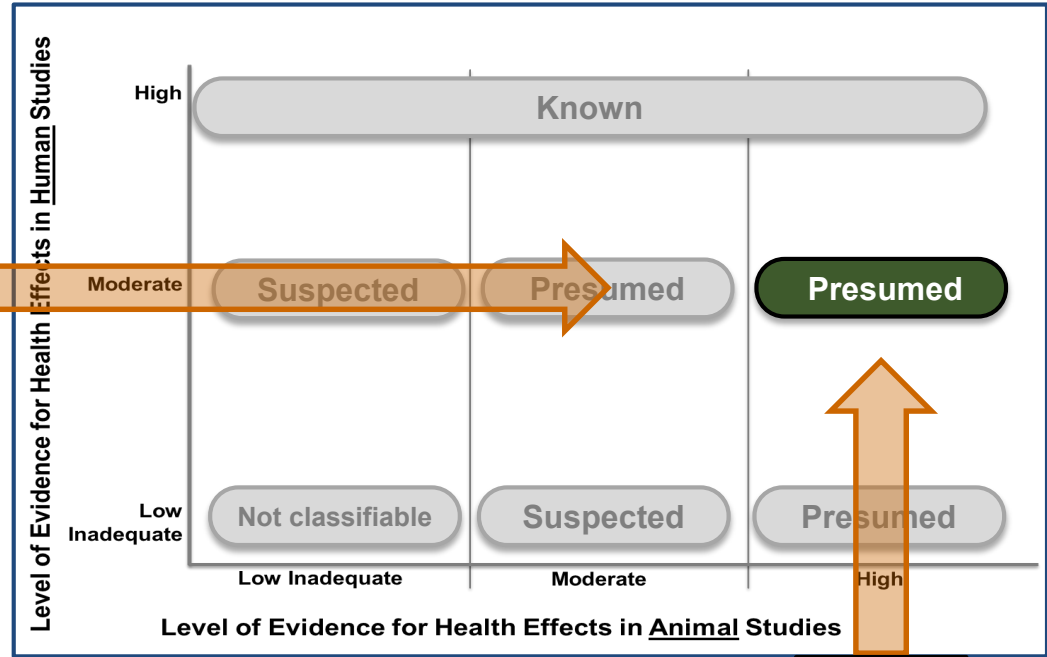 Level of Evidence for Health Effects in Human Studies
High
Known
Moderate
Suspected
Presumed
Presumed
Low
Inadequate
Not classifiable
Suspected
Presumed
Low Inadequate
Moderate
High
Level of Evidence for Health Effects in Animal Studies